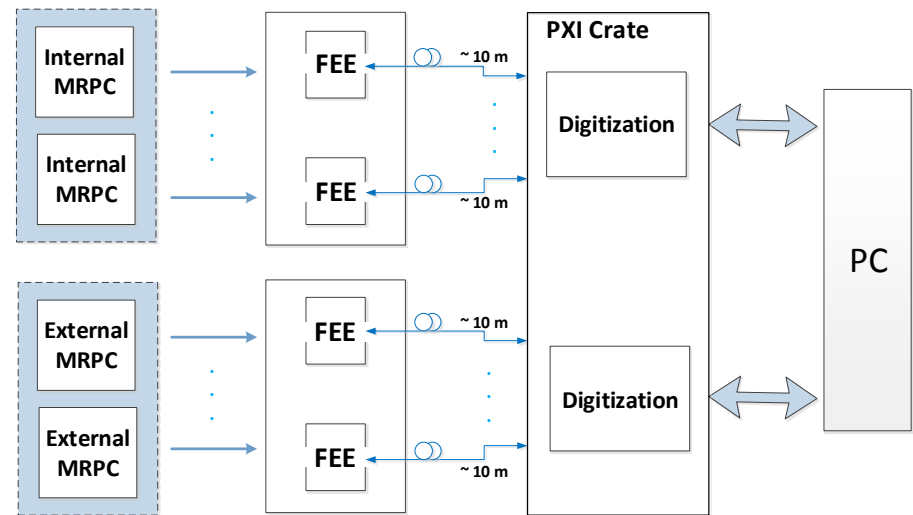 Internal
MRPC
Internal
MRPC
FEE
~ 10 m
FEE
~ 10 m
PXI Crate
Digitization
PC
External
MRPC
External
MRPC
FEE
~ 10 m
FEE
~ 10 m
Digitization